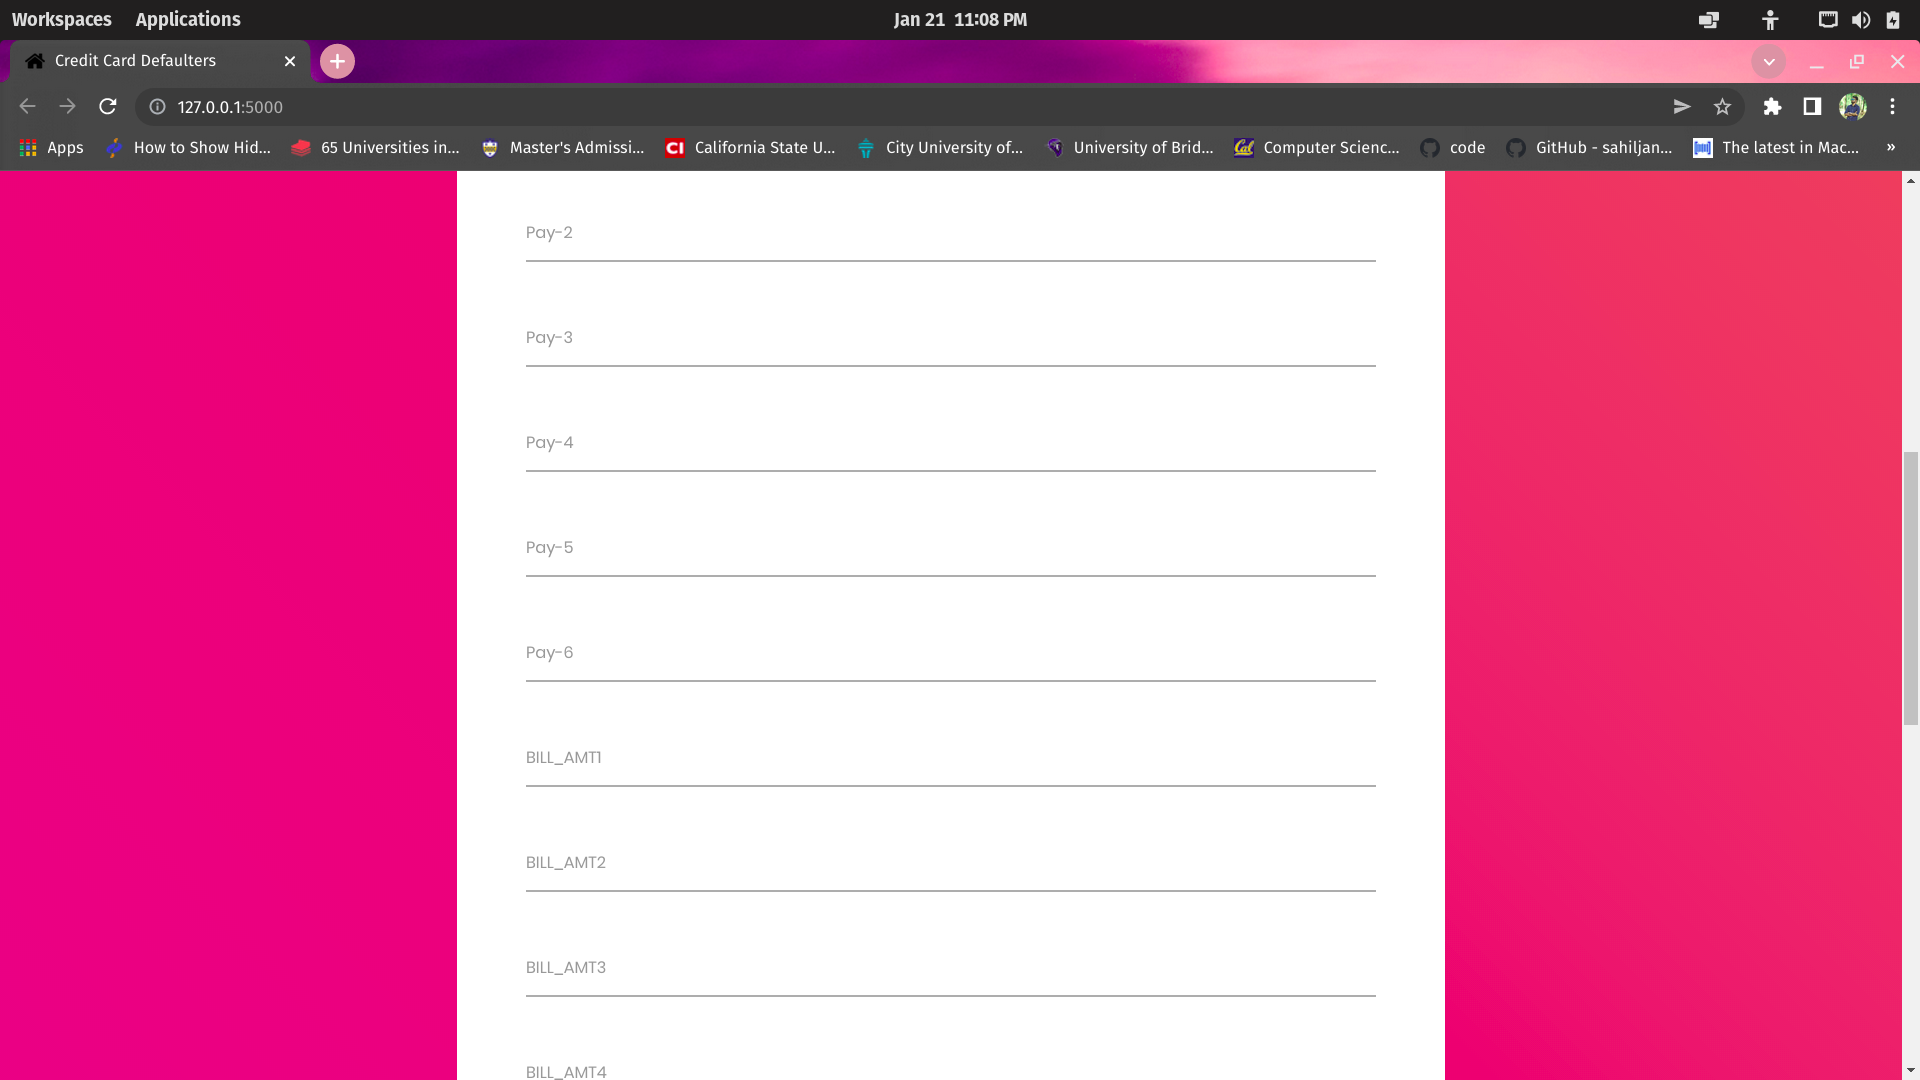 Workspaces Applications Jan 21 11:08 PM
Credit Card Defaulters
127.0.0.1:5000
Apps How to Show Hid... 65 Universities in... Master's Admissi... CI California State U... City University of... University of Brid... Cal Computer Scienc... code GitHub - sahiljan... The latest in Mac... »
Pay-2
Pay-3
Pay-4
Pay-5
Pay-6
BILL_AMT1
BILL_AMT2
BILL_AMT3
BILL_AMT4